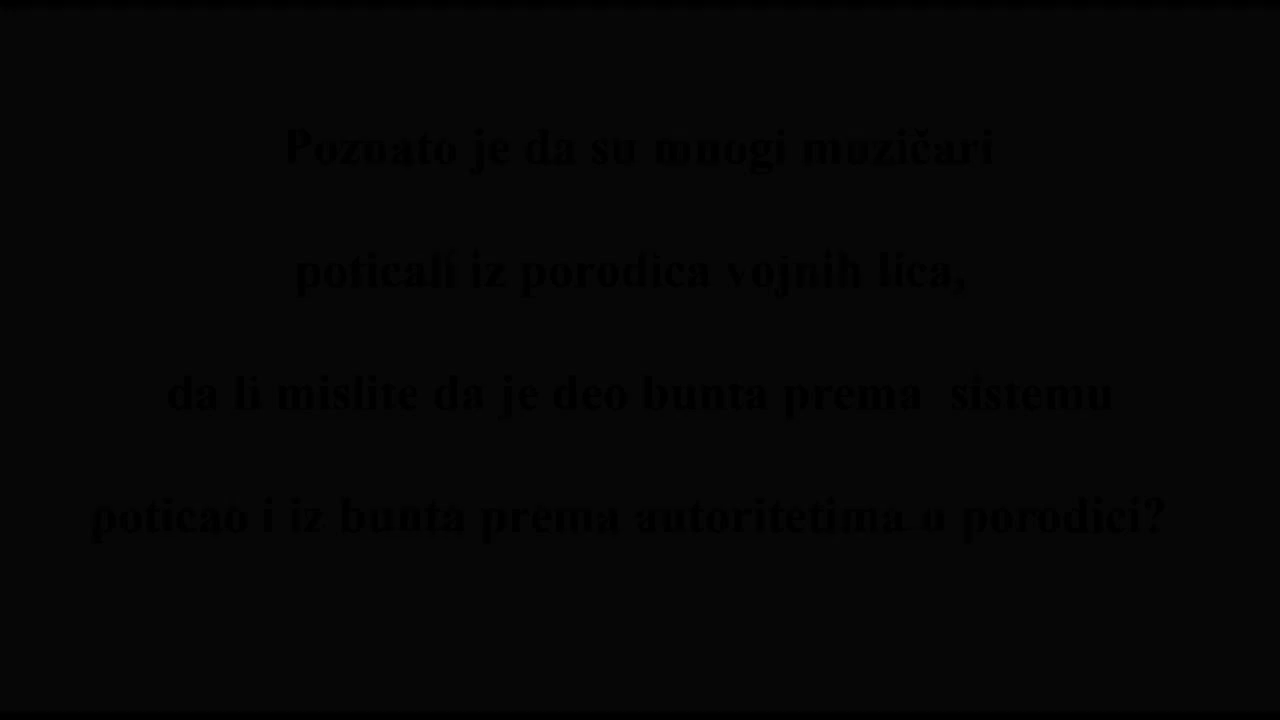 Poznato je da su mnogi muzičari
poticali iz porodica vojnih lica,
da li mislite da je deo bunta prema sistemu
poticao i iz bunta prema autoritetima u porodici?